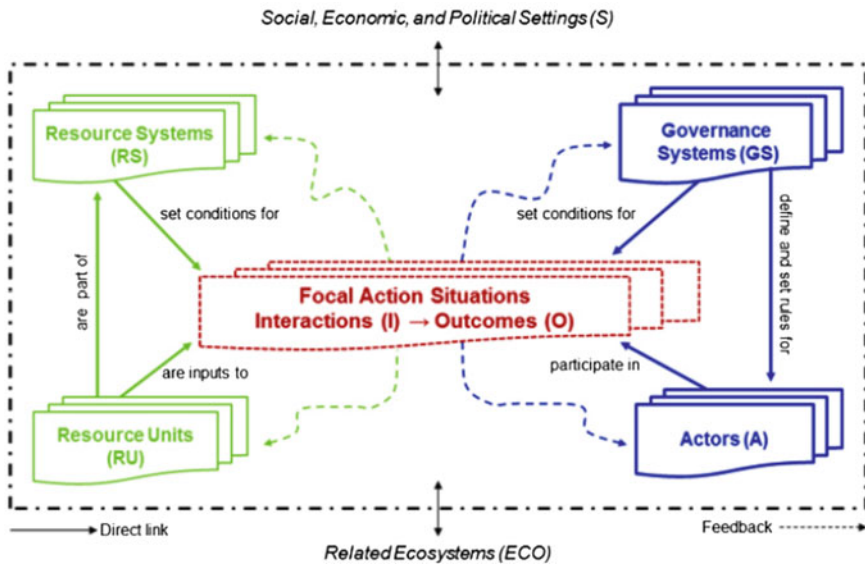 Social, Economic, and Political Settings (S)
Resource Systems
(RS)
Governance
Systems (GS)
set conditions for
set conditions for
are part of
define and set rules for
Focal Action Situations
Interactions (I) → Outcomes (O)
are inputs to
participate in
Resource Units
(RU)
Actors (A)
Direct link
Feedback
Related Ecosystems (ECO)